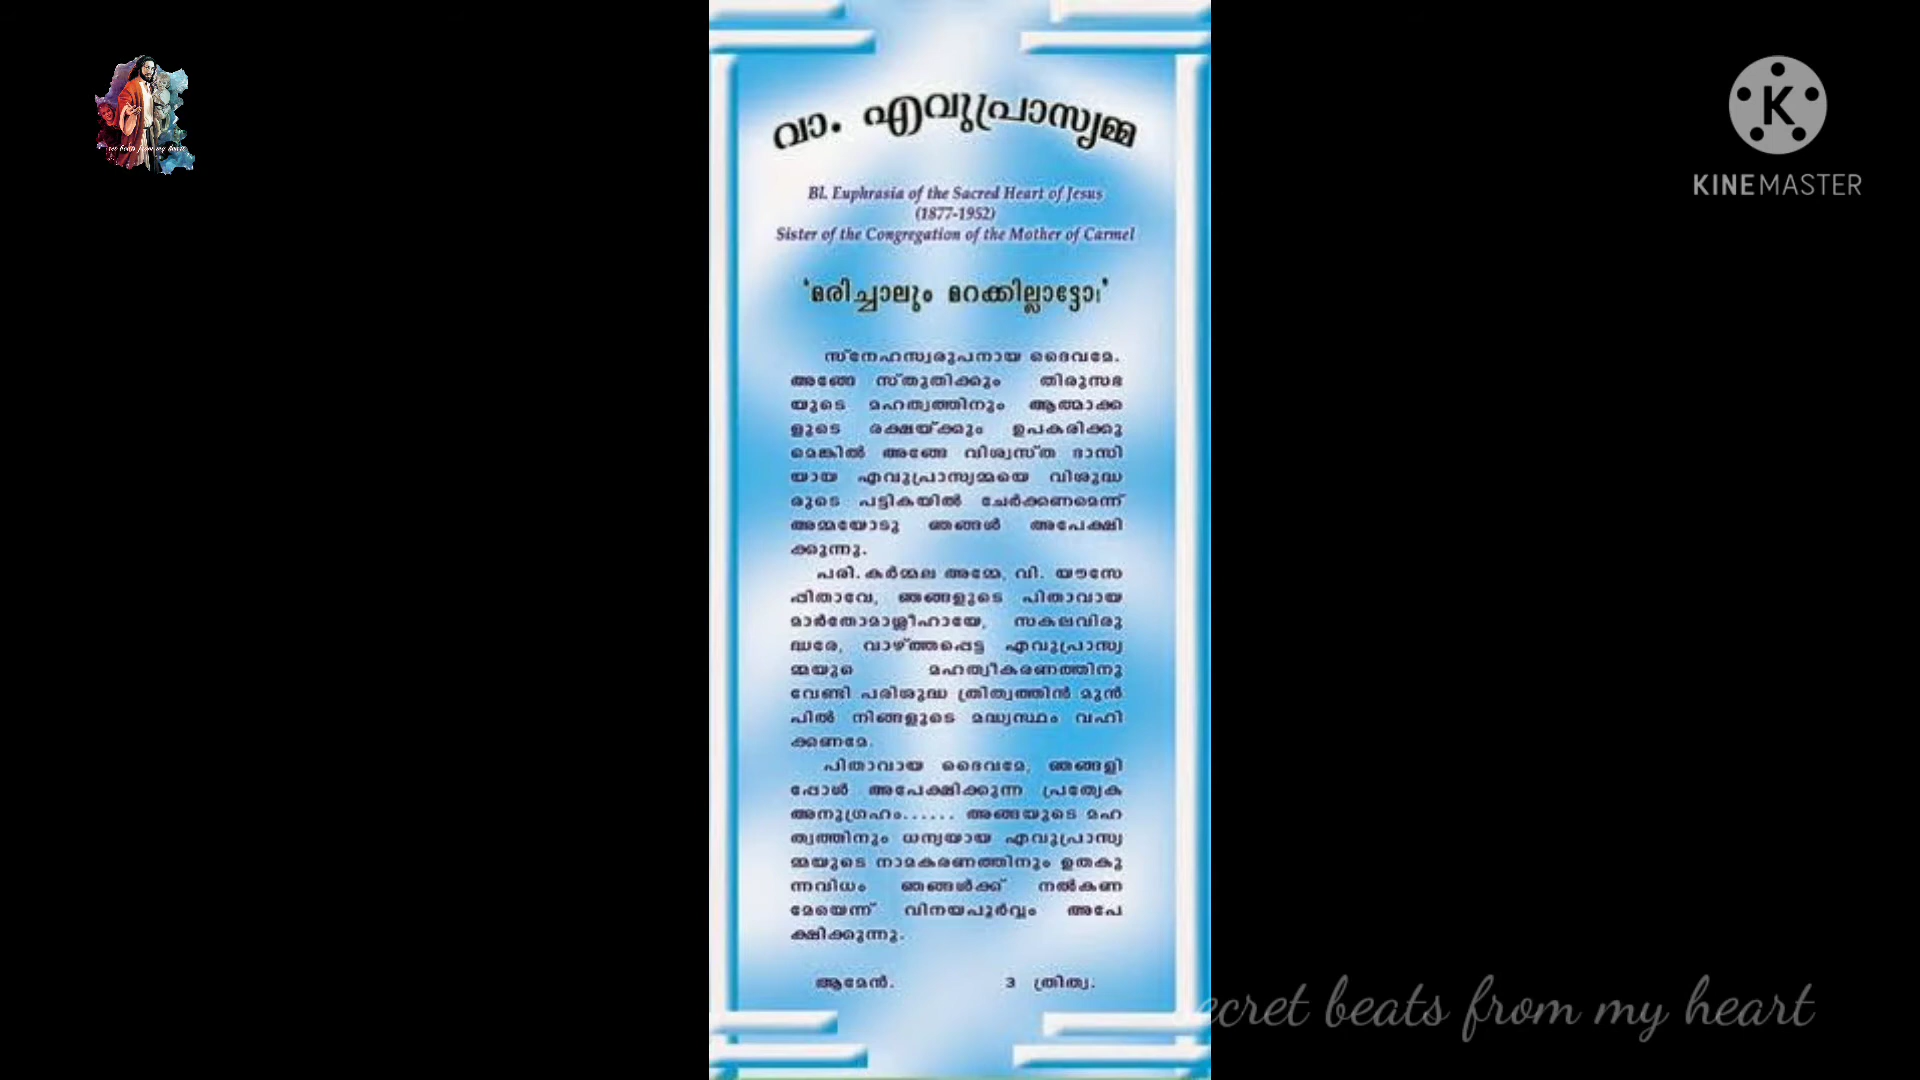 വാ. എവുപ്രാസ്യമ്മ
Bl. Euphrasia of the Sacred Heart of Jesus
(1877-1952)
Sister of the Congregation of the Mother of Carmel
'മരിച്ചാലും മറക്കില്ലാട്ടോ!'
സ്നേഹസ്വരൂപനായ ദൈവമേ.
അങ്ങേ സ്തുതിക്കും തിരുസഭ
യുടെ മഹത്വത്തിനും ആത്മാക്ക
ളുടെ രക്ഷയ്ക്കും ഉപകരിക്കു
മെങ്കിൽ അങ്ങേ വിശ്വസ്ത ദാസി
യായ എവുപ്രാസ്യമ്മയെ വിശുദ്ധ
രുടെ പട്ടികയിൽ ചേർക്കണമെന്ന്
അമ്മയോടു ഞങ്ങൾ അപേക്ഷി
ക്കുന്നു.
പരി. കർമ്മല അമ്മേ, വി. യൗസേ
പ്പിതാവേ, ഞങ്ങളുടെ പിതാവായ
മാർതോമാശ്ലീഹായേ, സകലവിരു
ദ്ധരേ, വാഴ്ത്തപ്പെട്ട എവുപ്രാസ്യ
മ്മയുടെ മഹത്വീകരണത്തിനു
വേണ്ടി പരിശുദ്ധ ത്രിത്വത്തിൻ മുൻ
പിൽ നിങ്ങളുടെ മദ്ധ്യസ്ഥം വഹി
ക്കണമേ.
പിതാവായ ദൈവമേ, ഞങ്ങളി
പ്പോൾ അപേക്ഷിക്കുന്ന പ്രത്യേക
അനുഗ്രഹം...... അങ്ങയുടെ മഹ
ത്വത്തിനും ധന്യയായ എവുപ്രാസ്യ
മ്മയുടെ നാമകരണത്തിനും ഉതകു
ന്നവിധം ഞങ്ങൾക്ക് നൽകണ
മേയെന്ന് വിനയപൂർവ്വം അപേ
ക്ഷിക്കുന്നു.
ആമേൻ. 3 ത്രിത്വ.
K
KINEMASTER
ecret beats from my heart